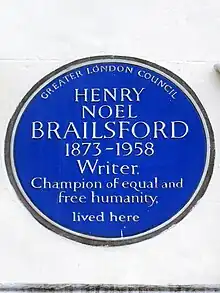 GREATER LONDON COUNCIL
HENRY
NOEL
BRAILSFORD
1873-1958
Writer,
Champion of equal and
free humanity,
lived here